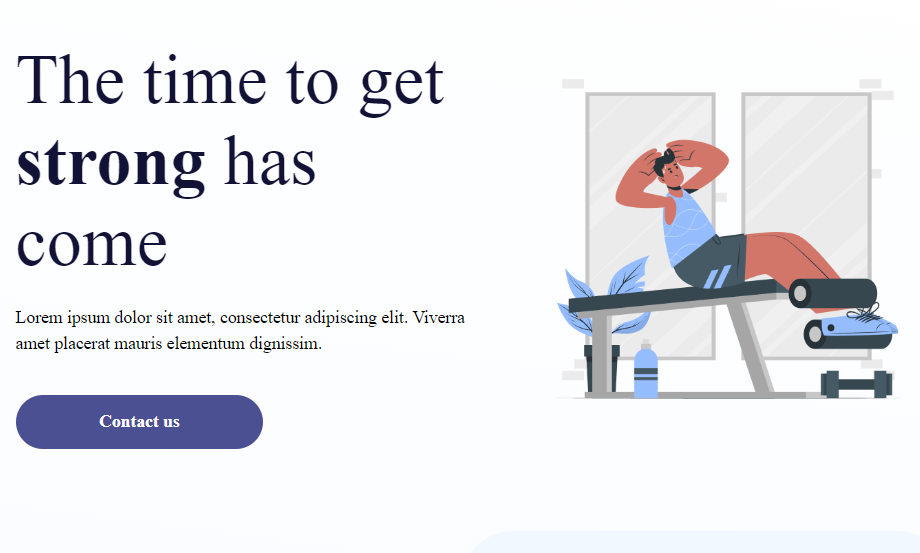 The time to get
strong has
come
Lorem ipsum dolor sit amet, consectetur adipiscing elit. Viverra
amet placerat mauris elementum dignissim.
Contact us